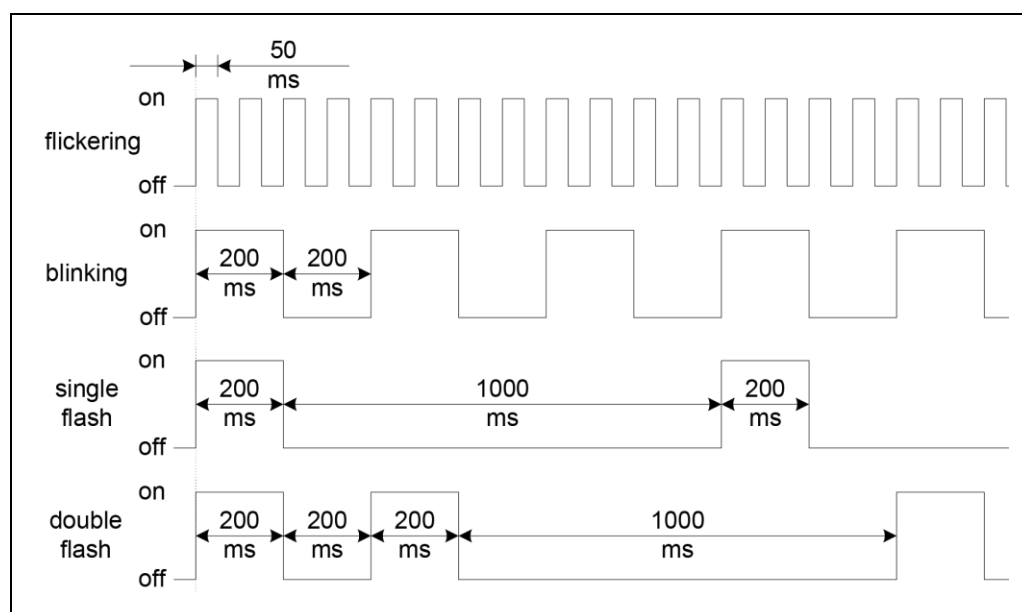 50
ms
on
flickering
off
on
blinking
200
ms
200
ms
off
on
single
flash
200
ms
1000
ms
200
ms
off
on
double
flash
200
ms
200
ms
200
ms
1000
ms
off